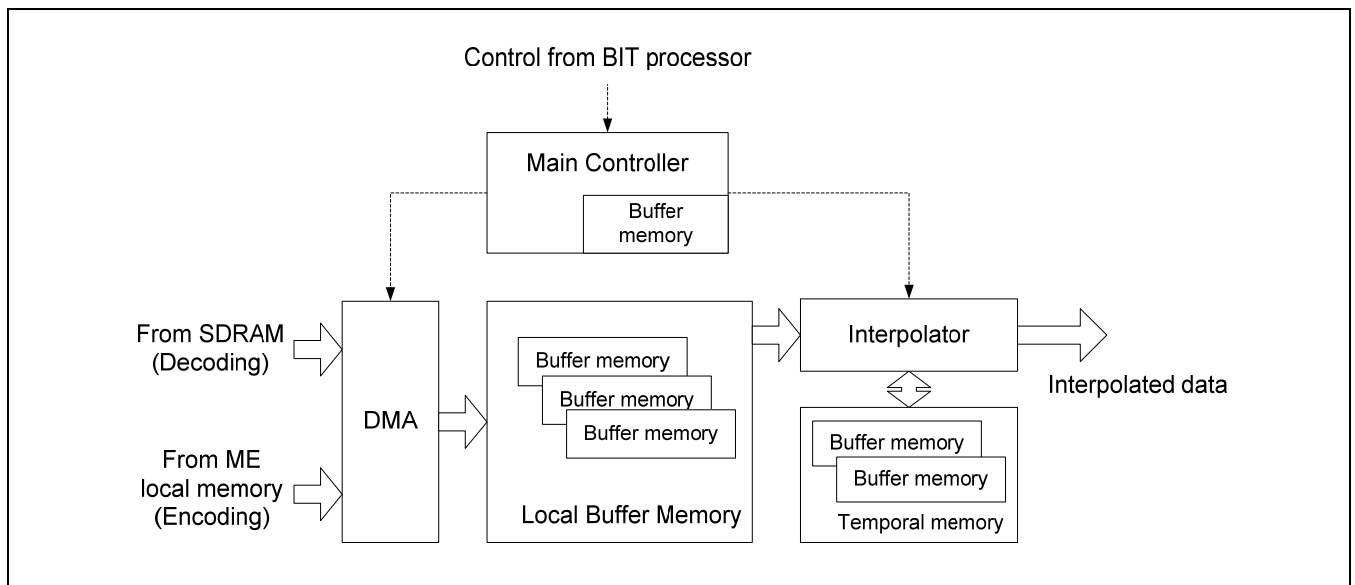 Control from BIT processor
Main Controller
Buffer
memory
From SDRAM
(Decoding)
From ME
local memory
(Encoding)
DMA
Buffer memory
Buffer memory
Buffer memory
Local Buffer Memory
Interpolator
Interpolated data
Buffer memory
Buffer memory
Temporal memory